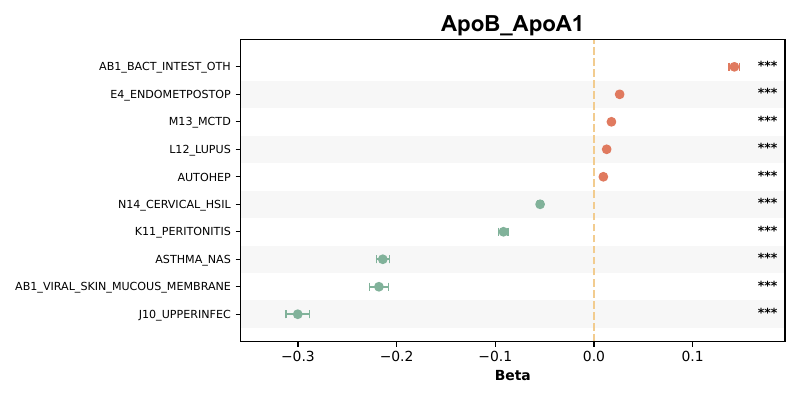 ApoB_ApoA1
AB1_BACT_INTEST_OTH ***
E4_ENDOMETPOSTOP ***
M13_MCTD ***
L12_LUPUS ***
AUTOHEP ***
N14_CERVICAL_HSIL ***
K11_PERITONITIS ***
ASTHMA_NAS ***
AB1_VIRAL_SKIN_MUCOUS_MEMBRANE ***
J10_UPPERINFEC ***
−0.3 −0.2 −0.1 0.0 0.1
Beta